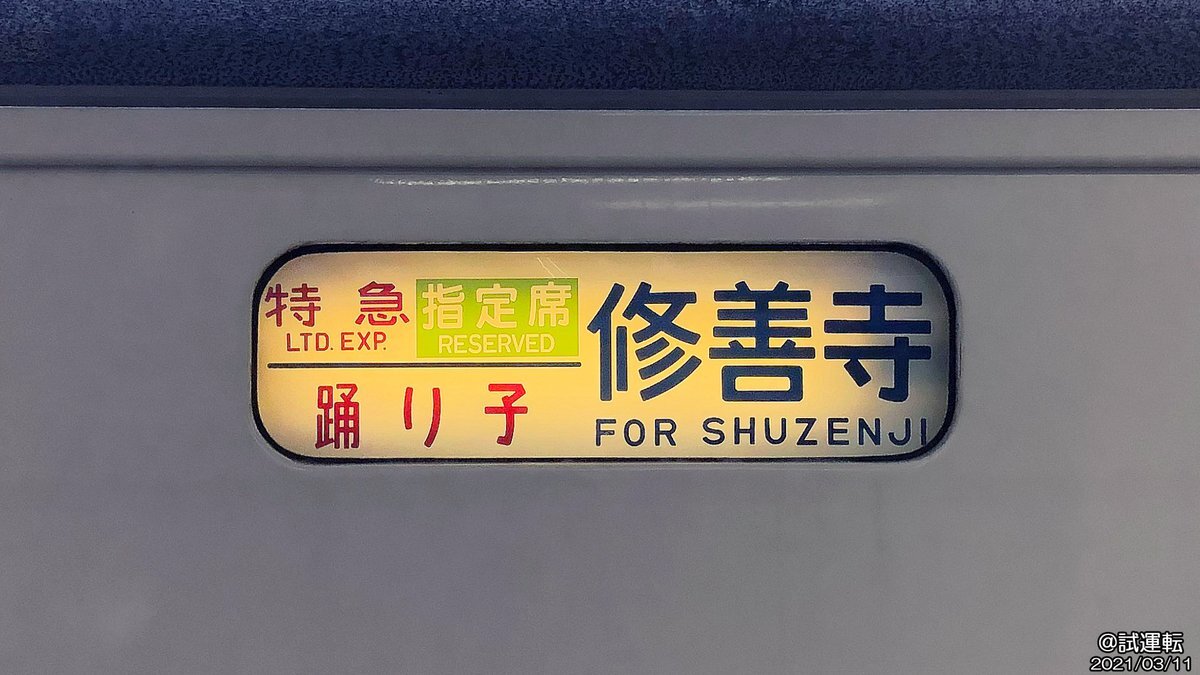 特急 指定席
LTD. EXP. RESERVED
踊り子
修善寺
FOR SHUZENJI
@試運転
2021/03/11